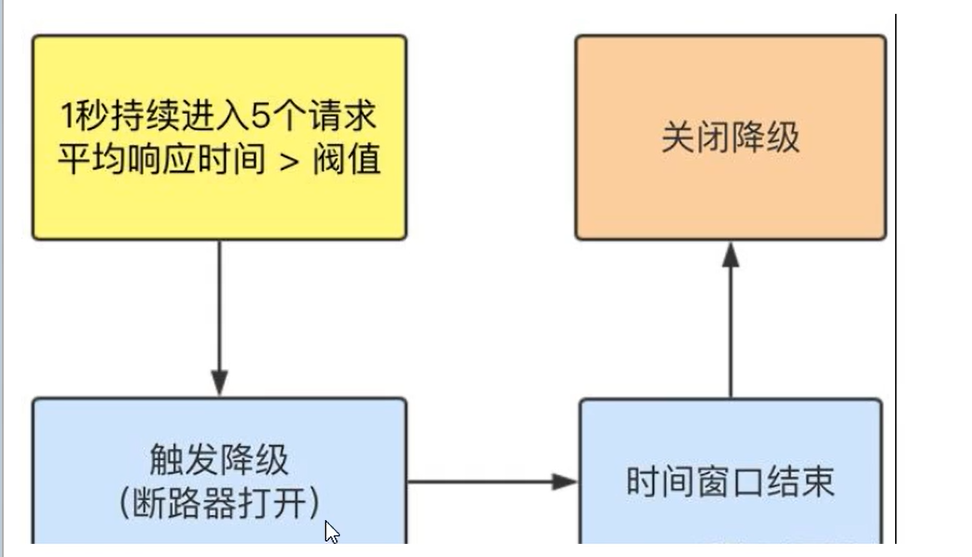 1秒持续进入5个请求
平均响应时间 > 阀值
关闭降级
触发降级
（断路器打开）
时间窗口结束